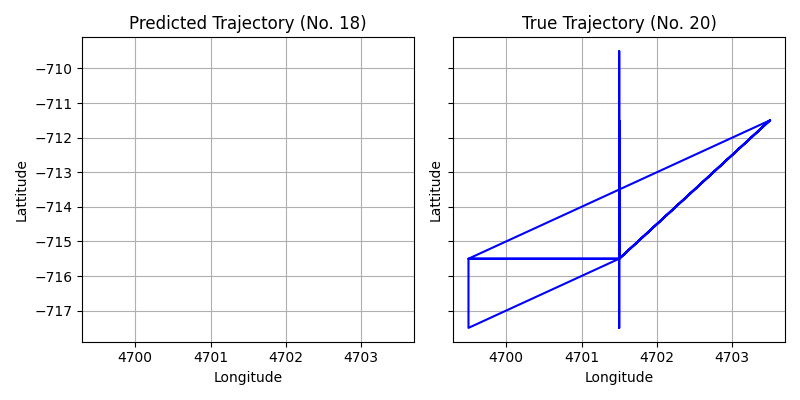 Predicted Trajectory (No. 18)
True Trajectory (No. 20)
Lattitude
−710
−711
−712
−713
−714
−715
−716
−717
4700
4701
4702
4703
Longitude
Lattitude
4700
4701
4702
4703
Longitude